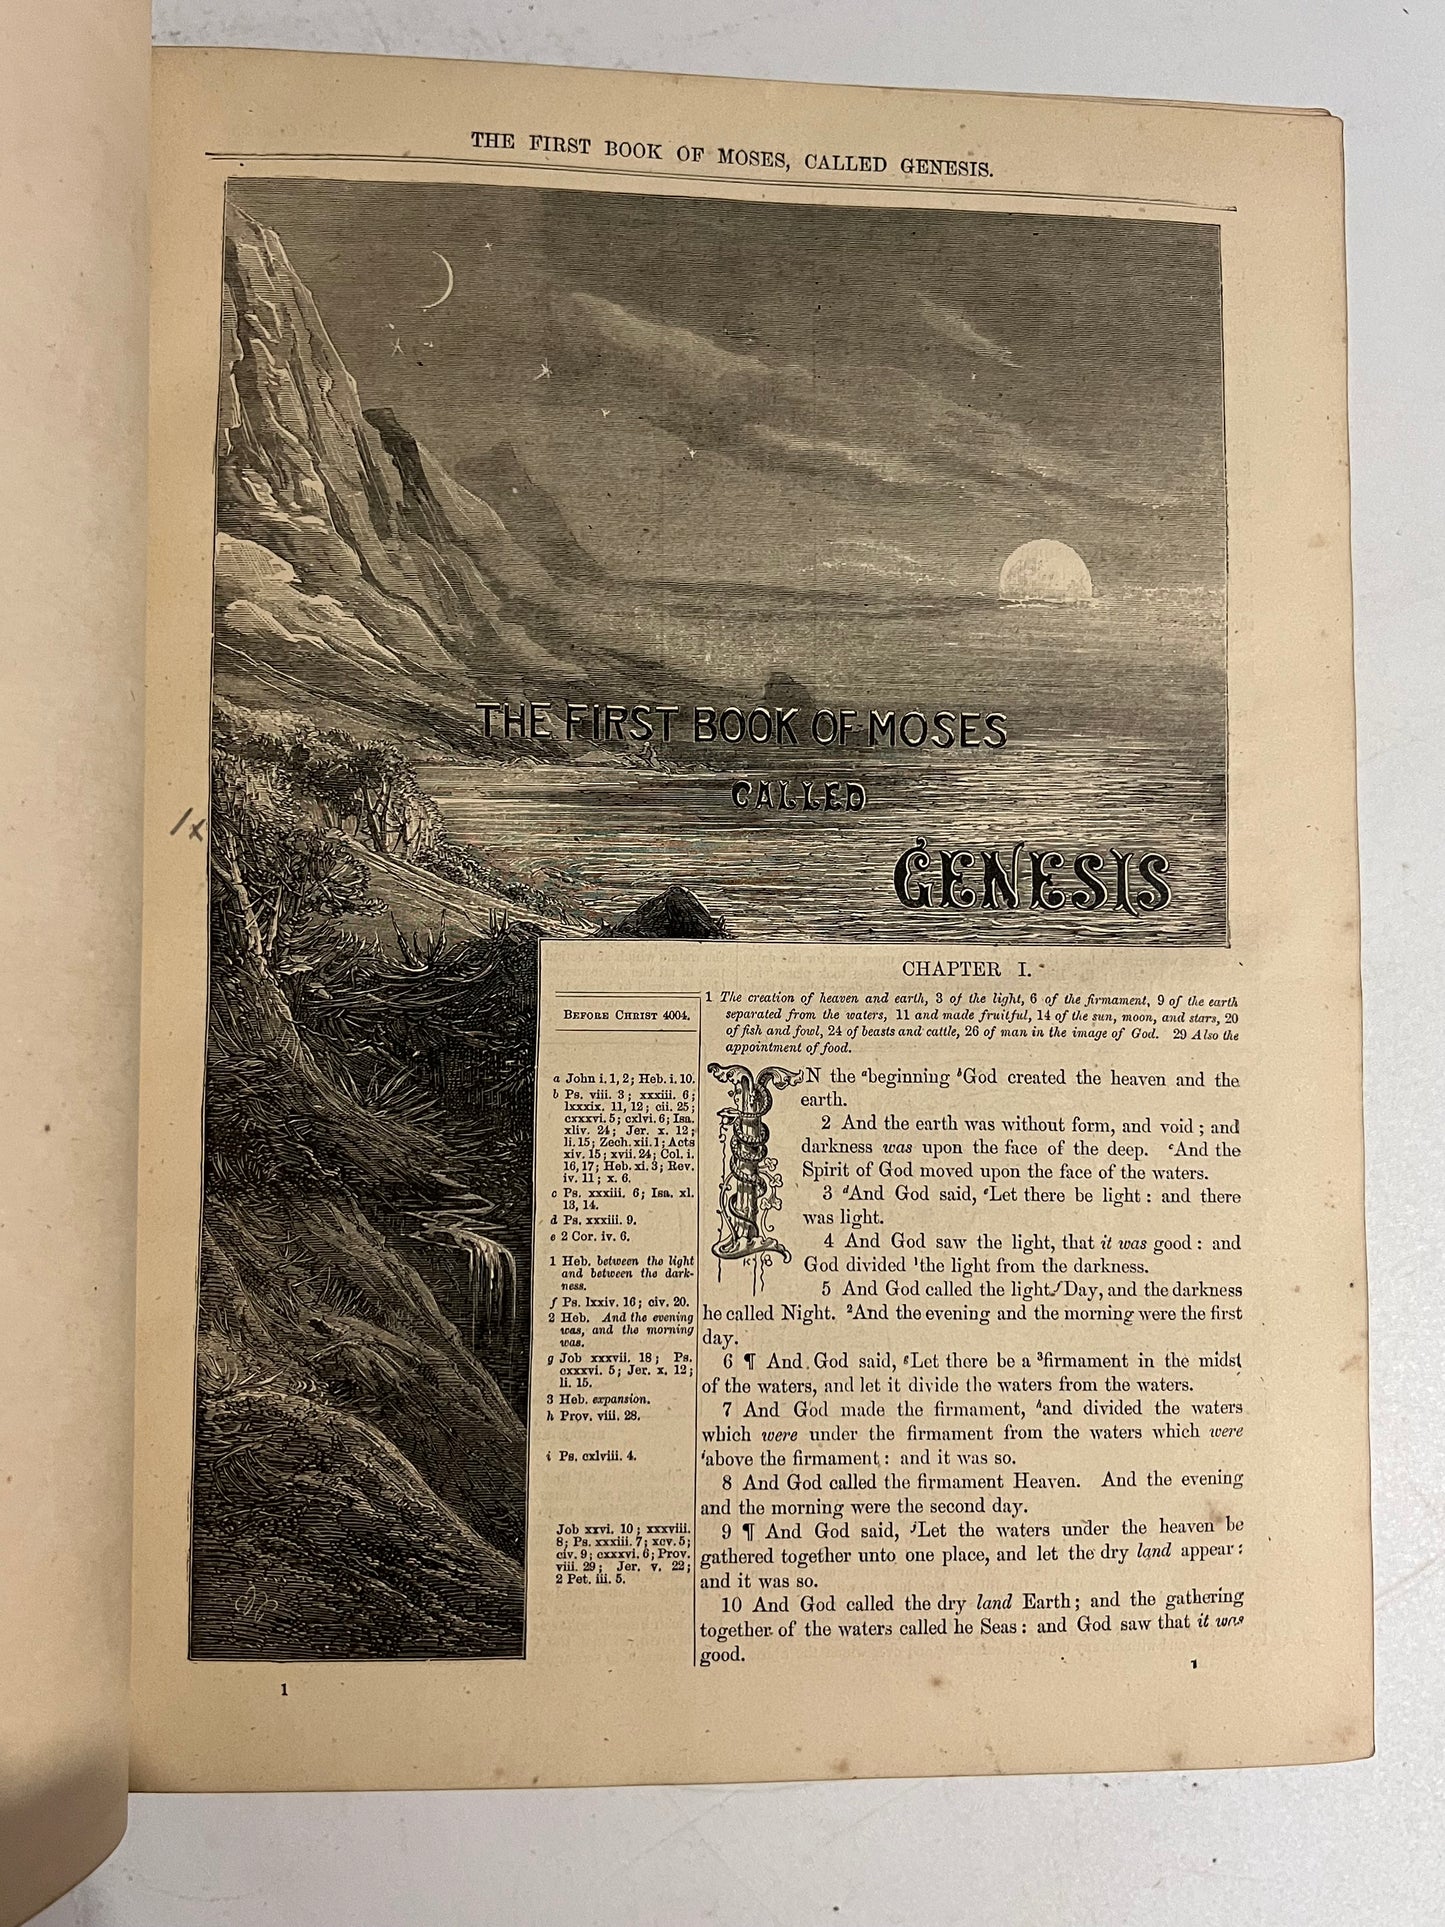 THE FIRST BOOK OF MOSES, CALLED GENESIS.
1x
THE FIRST BOOK OF MOSES
CALLED
GENESIS
CHAPTER I.
1 The creation of heaven and earth, 3 of the light, 6 of the firmament, 9 of the earth
separated from the waters, 11 and made fruitful, 14 of the sun, moon, and stars, 20
of fish and fowl, 24 of beasts and cattle, 26 of man in the image of God. 29 Also the
appointment of food.
BEFORE CHRIST 4004.
a John i. 1, 2; Heb. i. 10.
b Ps. viii. 3; xxxiii. 6;
lxxxix. 11, 12; cii. 25;
cxxxvi. 5; cxlvi. 6; Isa.
xliv. 24; Jer. x. 12;
li. 15; Zech. xii. 1; Acts
xiv. 15; xvii. 24; Col. i.
16, 17; Heb. xi. 3; Rev.
iv. 11; x. 6.
c Ps. xxxiii. 6; Isa. xl.
13, 14.
d Ps. xxxiii. 9.
e 2 Cor. iv. 6.
1 Heb. between the light
and between the dark-
ness.
f Ps. lxxiv. 16; civ. 20.
2 Heb. And the evening
was, and the morning
was.
g Job xxxvii. 18; Ps.
cxxxvi. 5; Jer. x. 12;
li. 15.
3 Heb. expansion.
h Prov. viii. 28.
i Ps. cxlviii. 4.
Job xxvi. 10; xxxviii.
8; Ps. xxxiii. 7; xcv. 5;
civ. 9; cxxxvi. 6; Prov.
viii. 29; Jer. v. 22;
2 Pet. iii. 5.
IN the ᵃbeginning ᵇGod created the heaven and the
earth.
2 And the earth was without form, and void; and
darkness was upon the face of the deep. ᶜAnd the
Spirit of God moved upon the face of the waters.
3 ᵈAnd God said, ᵉLet there be light: and there
was light.
4 And God saw the light, that it was good: and
God divided ¹the light from the darkness.
5 And God called the light ᶠDay, and the darkness
he called Night. ²And the evening and the morning were the first
day.
6 ¶ And God said, ᵍLet there be a ³firmament in the midst
of the waters, and let it divide the waters from the waters.
7 And God made the firmament, ʰand divided the waters
which were under the firmament from the waters which were
ⁱabove the firmament: and it was so.
8 And God called the firmament Heaven. And the evening
and the morning were the second day.
9 ¶ And God said, ʲLet the waters under the heaven be
gathered together unto one place, and let the dry land appear:
and it was so.
10 And God called the dry land Earth; and the gathering
together of the waters called he Seas: and God saw that it was
good.
1
1